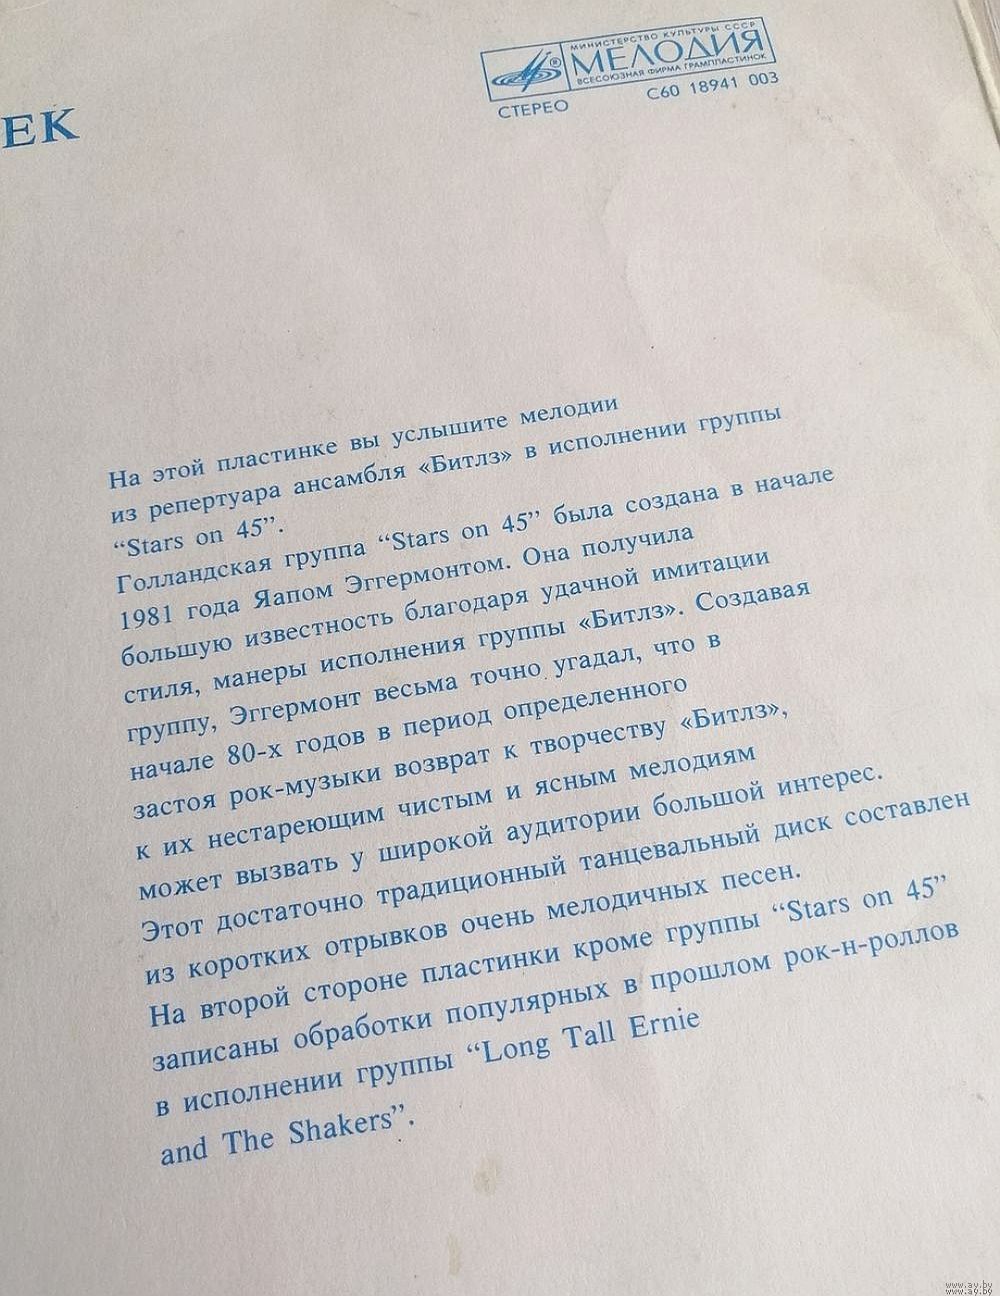 МИНИСТЕРСТВО КУЛЬТУРЫ СССР
МЕЛОДИЯ
ВСЕСОЮЗНАЯ ФИРМА ГРАМПЛАСТИНОК
СТЕРЕО С60 18941 003
ЕК
На этой пластинке вы услышите мелодии
из репертуара ансамбля «Битлз» в исполнении группы
“Stars on 45”.
Голландская группа “Stars on 45” была создана в начале
1981 года Яапом Эггермонтом. Она получила
большую известность благодаря удачной имитации
стиля, манеры исполнения группы «Битлз». Создавая
группу, Эггермонт весьма точно угадал, что в
начале 80-х годов в период определенного
застоя рок-музыки возврат к творчеству «Битлз»,
к их нестареющим чистым и ясным мелодиям
может вызвать у широкой аудитории большой интерес.
Этот достаточно традиционный танцевальный диск составлен
из коротких отрывков очень мелодичных песен.
На второй стороне пластинки кроме группы “Stars on 45”
записаны обработки популярных в прошлом рок-н-роллов
в исполнении группы “Long Tall Ernie
and The Shakers”.
www.ay.by
www.ay.by